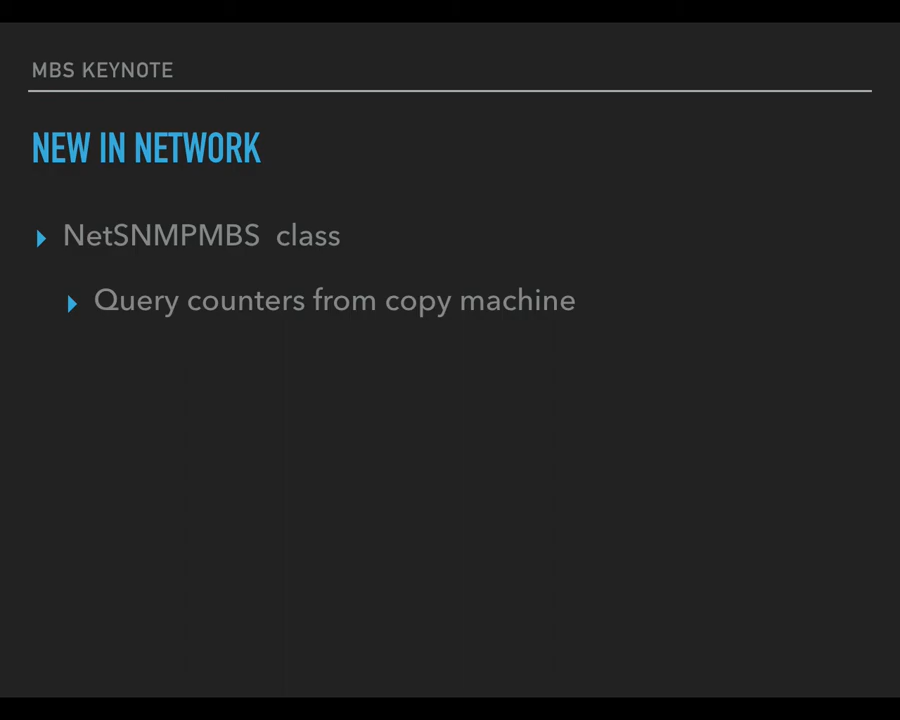 MBS KEYNOTE
NEW IN NETWORK
NetSNMPMBS class
Query counters from copy machine